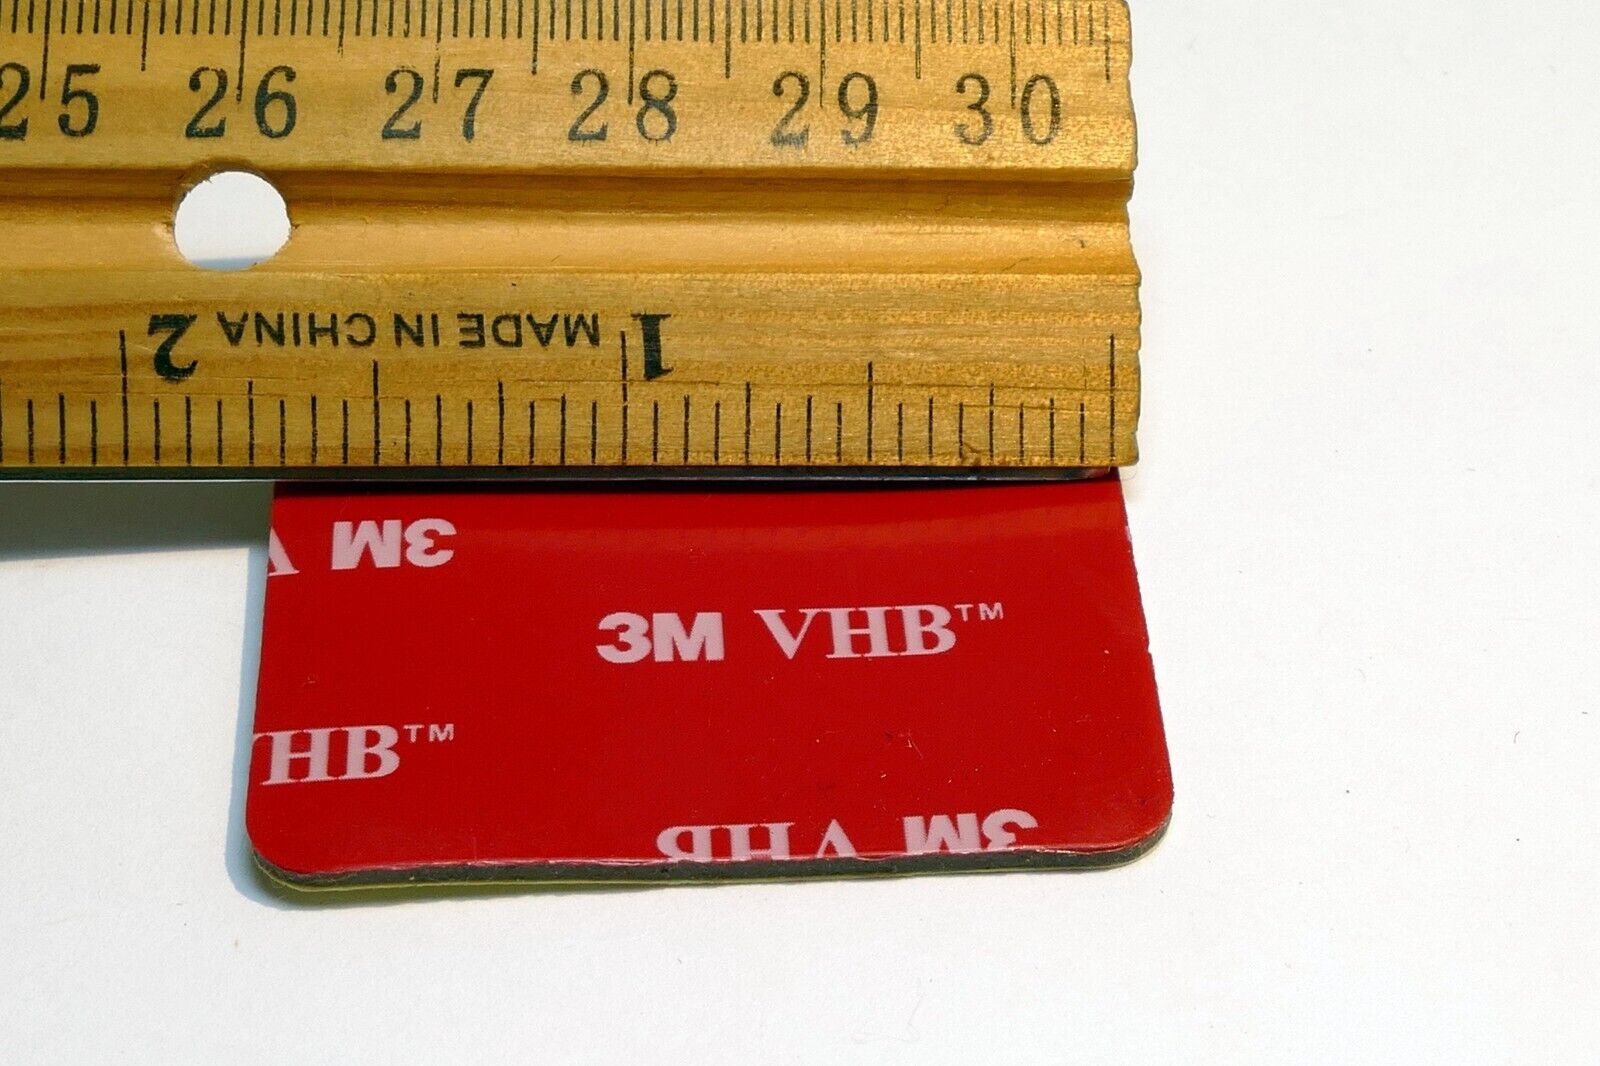 25 26 27 28 29 30
1 MADE IN CHINA 2
3M V
3M VHB™
VHB™
3M VHB